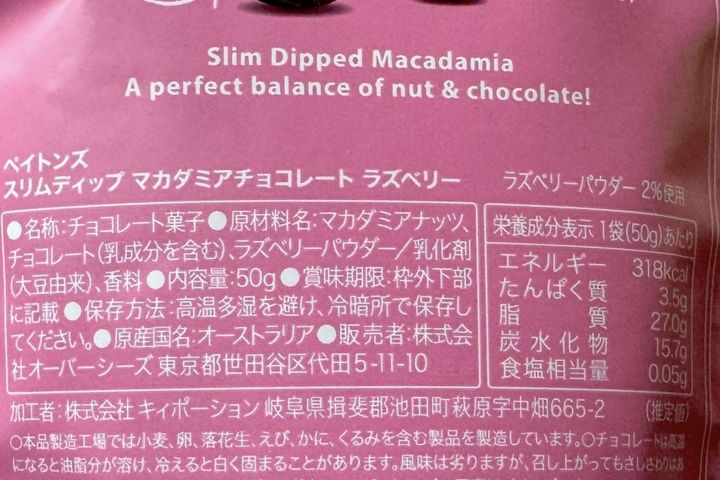 Slim Dipped Macadamia
A perfect balance of nut & chocolate!
ペイトンズ
スリムディップ マカダミアチョコレート ラズベリー
ラズベリーパウダー 2%使用
●名称:チョコレート菓子●原材料名:マカダミアナッツ、
チョコレート(乳成分を含む)、ラズベリーパウダー/乳化剤
(大豆由来)、香料●内容量:50g●賞味期限:枠外下部
に記載●保存方法:高温多湿を避け、冷暗所で保存し
てください。●原産国名:オーストラリア●販売者:株式会
社オーバーシーズ 東京都世田谷区代田5-11-10
栄養成分表示 1袋(50g)あたり
エネルギー 318kcal
たんぱく質 3.5g
脂質 27.0g
炭水化物 15.7g
食塩相当量 0.05g
加工者:株式会社 キィポーション 岐阜県揖斐郡池田町萩原字中畑665-2 (推定値)
○本品製造工場では小麦、卵、落花生、えび、かに、くるみを含む製品を製造しています。○チョコレートは高温
になると油脂分が溶け、冷えると白く固まることがあります。風味は劣りますが、召し上がってもさしさわりはあ